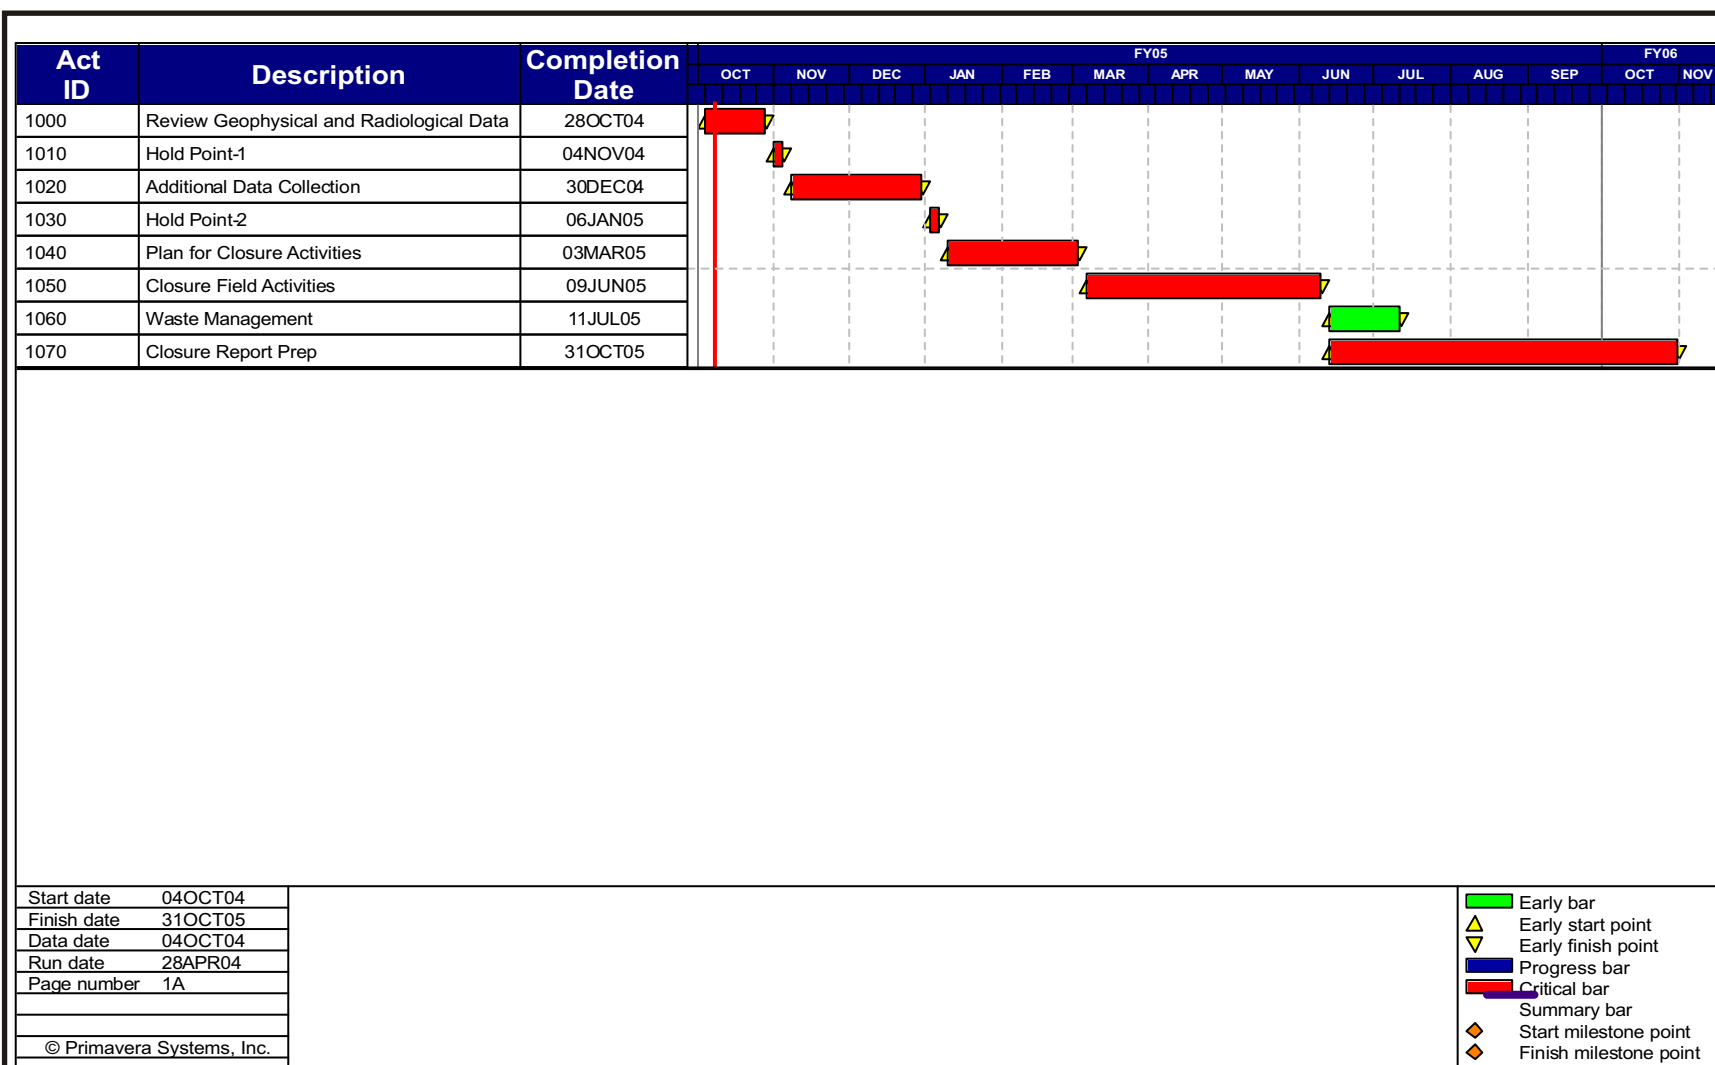 Act ID Description Completion Date
FY05 FY06
OCT NOV DEC JAN FEB MAR APR MAY JUN JUL AUG SEP OCT NOV
1000 Review Geophysical and Radiological Data 28OCT04
1010 Hold Point-1 04NOV04
1020 Additional Data Collection 30DEC04
1030 Hold Point-2 06JAN05
1040 Plan for Closure Activities 03MAR05
1050 Closure Field Activities 09JUN05
1060 Waste Management 11JUL05
1070 Closure Report Prep 31OCT05
Start date 04OCT04
Finish date 31OCT05
Data date 04OCT04
Run date 28APR04
Page number 1A
© Primavera Systems, Inc.
Early bar
Early start point
Early finish point
Progress bar
Critical bar
Summary bar
Start milestone point
Finish milestone point